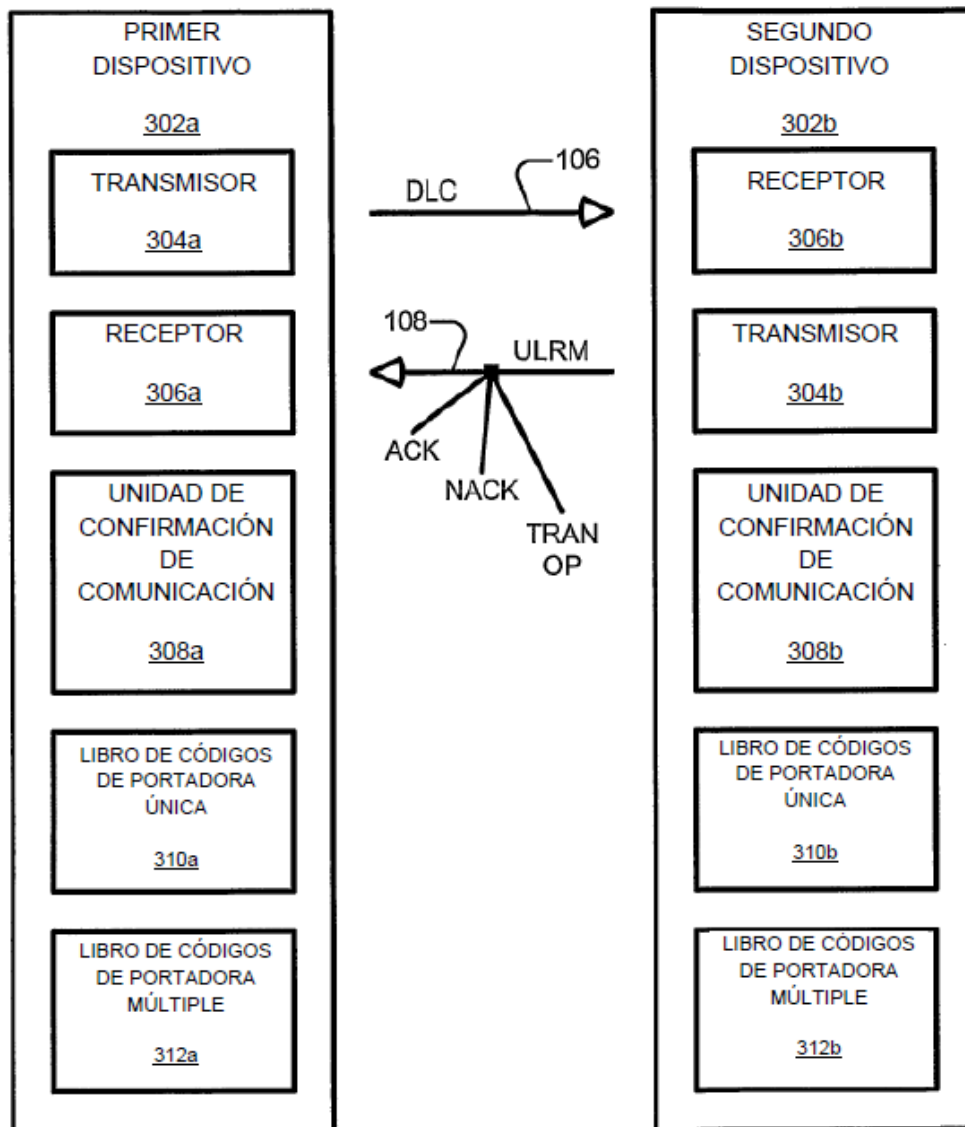 PRIMER
DISPOSITIVO
302a
TRANSMISOR
304a
RECEPTOR
306a
UNIDAD DE
CONFIRMACIÓN
DE
COMUNICACIÓN
308a
LIBRO DE CÓDIGOS
DE PORTADORA
ÚNICA
310a
LIBRO DE CÓDIGOS
DE PORTADORA
MÚLTIPLE
312a
106
DLC
108
ULRM
ACK
NACK
TRAN
OP
SEGUNDO
DISPOSITIVO
302b
RECEPTOR
306b
TRANSMISOR
304b
UNIDAD DE
CONFIRMACIÓN
DE
COMUNICACIÓN
308b
LIBRO DE CÓDIGOS
DE PORTADORA
ÚNICA
310b
LIBRO DE CÓDIGOS
DE PORTADORA
MÚLTIPLE
312b